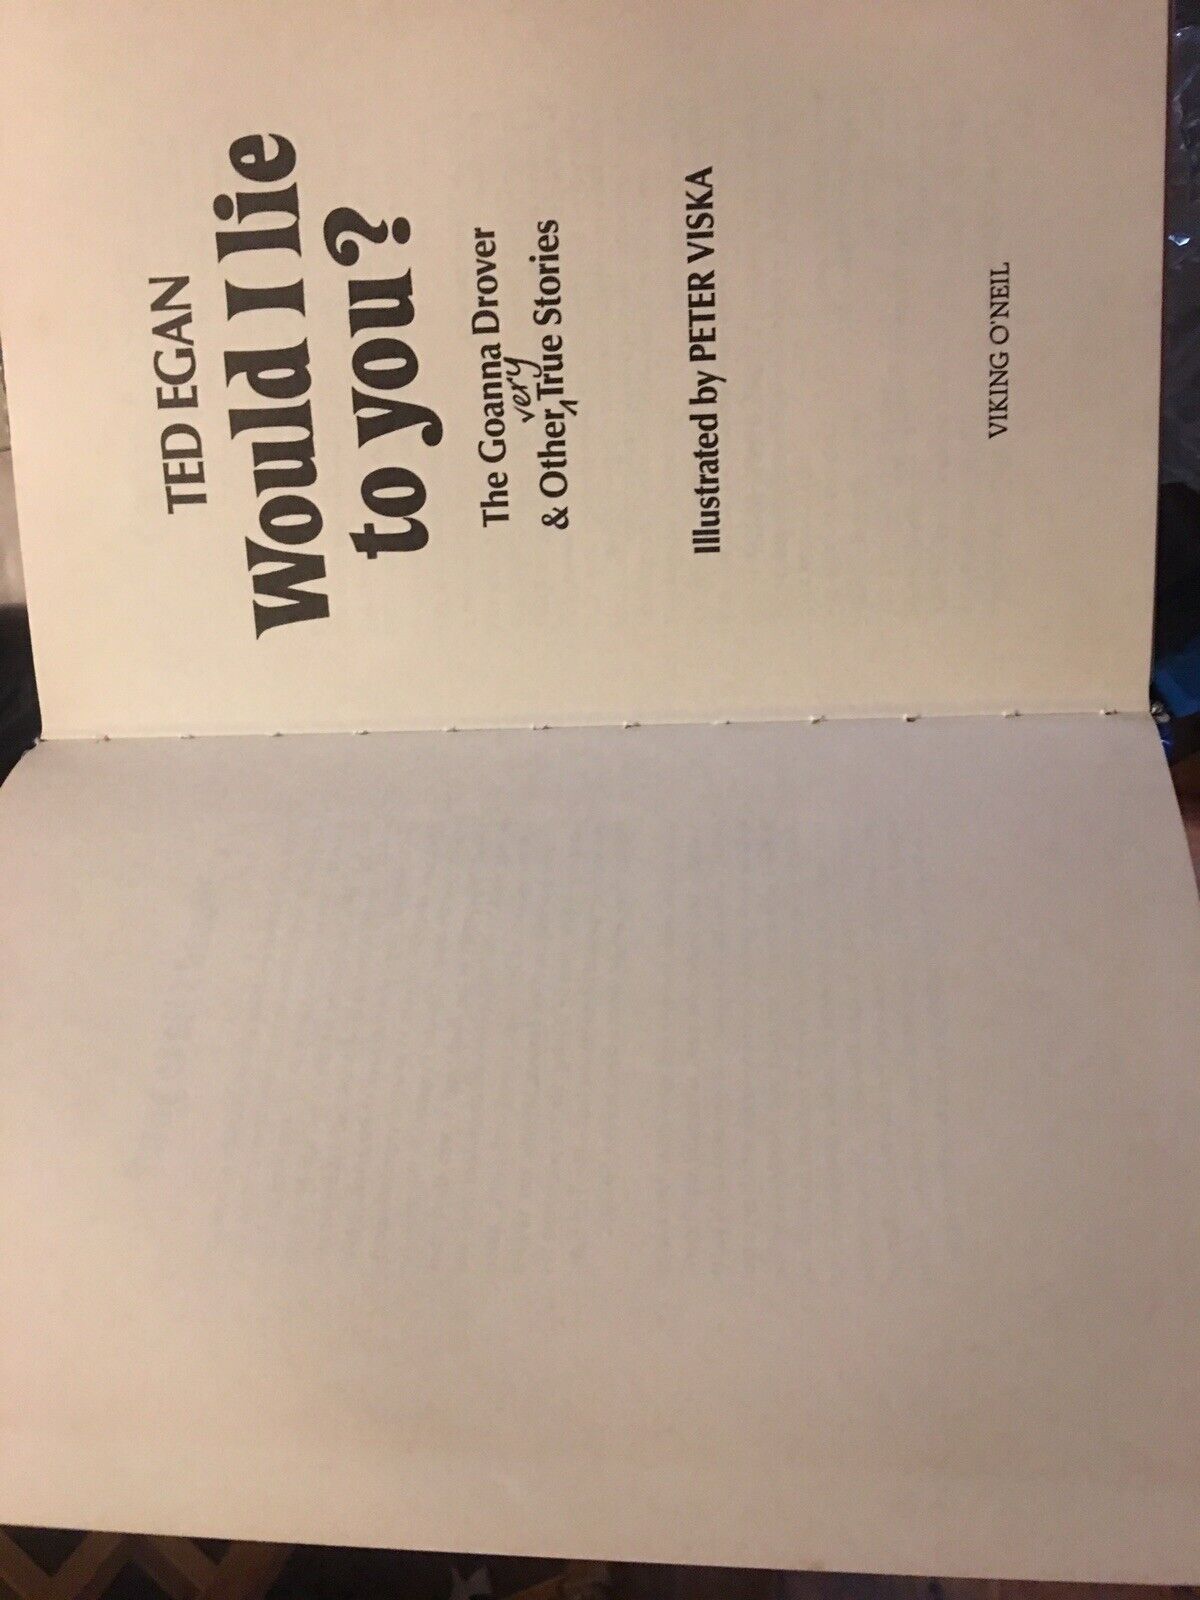 TED EGAN
Would I lie
to you?
The Goanna Drover
very
& Other ^ True Stories
Illustrated by PETER VISKA
VIKING O'NEIL